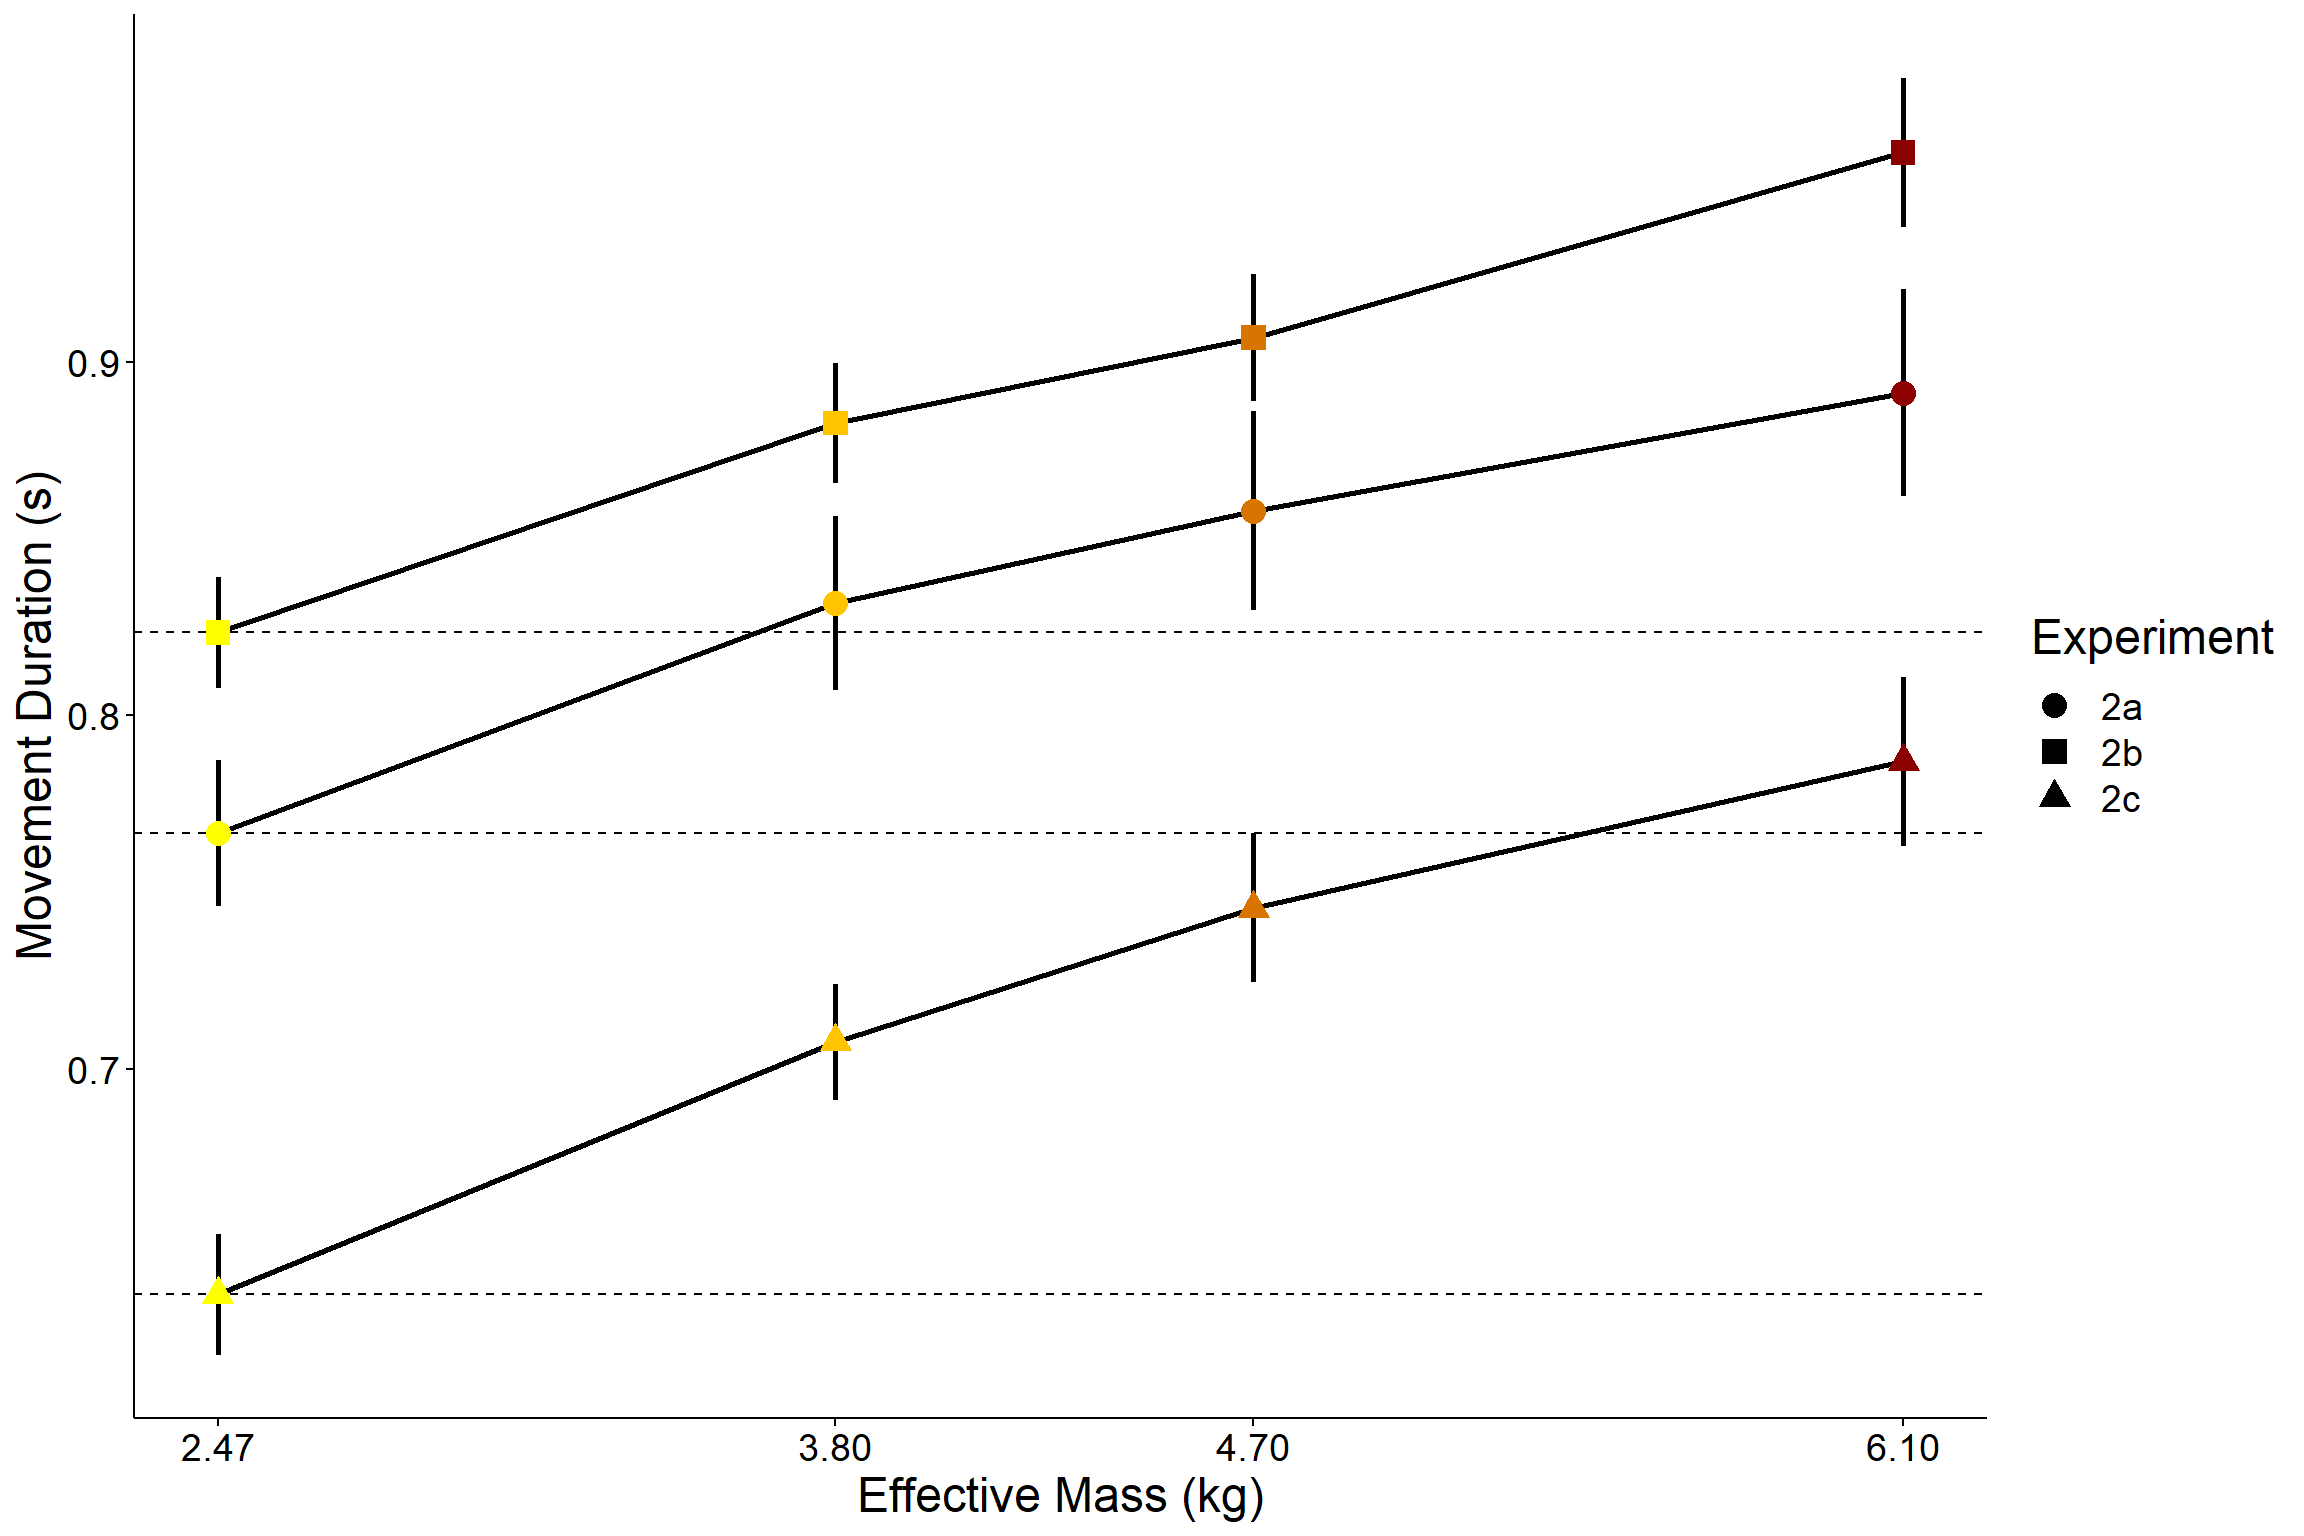 Movement Duration (s)
0.9
0.8
0.7
2.47 3.80 4.70 6.10
Effective Mass (kg)
Experiment
2a
2b
2c